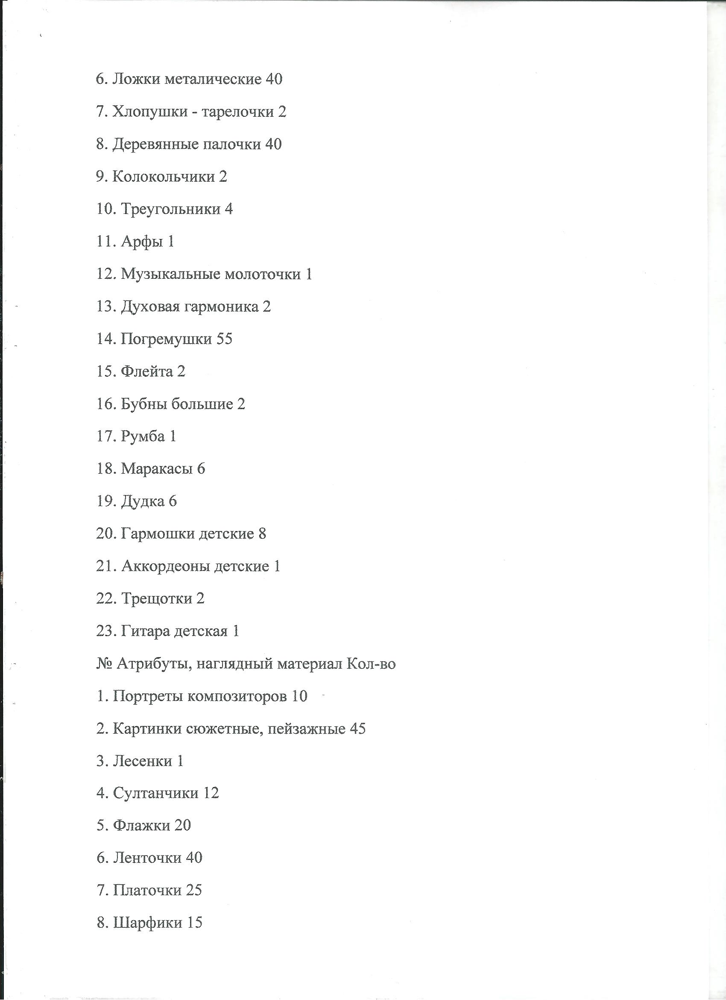 6. Ложки металические 40
7. Хлопушки - тарелочки 2
8. Деревянные палочки 40
9. Колокольчики 2
10. Треугольники 4
11. Арфы 1
12. Музыкальные молоточки 1
13. Духовая гармоника 2
14. Погремушки 55
15. Флейта 2
16. Бубны большие 2
17. Румба 1
18. Маракасы 6
19. Дудка 6
20. Гармошки детские 8
21. Аккордеоны детские 1
22. Трещотки 2
23. Гитара детская 1
№ Атрибуты, наглядный материал Кол-во
1. Портреты композиторов 10
2. Картинки сюжетные, пейзажные 45
3. Лесенки 1
4. Султанчики 12
5. Флажки 20
6. Ленточки 40
7. Платочки 25
8. Шарфики 15